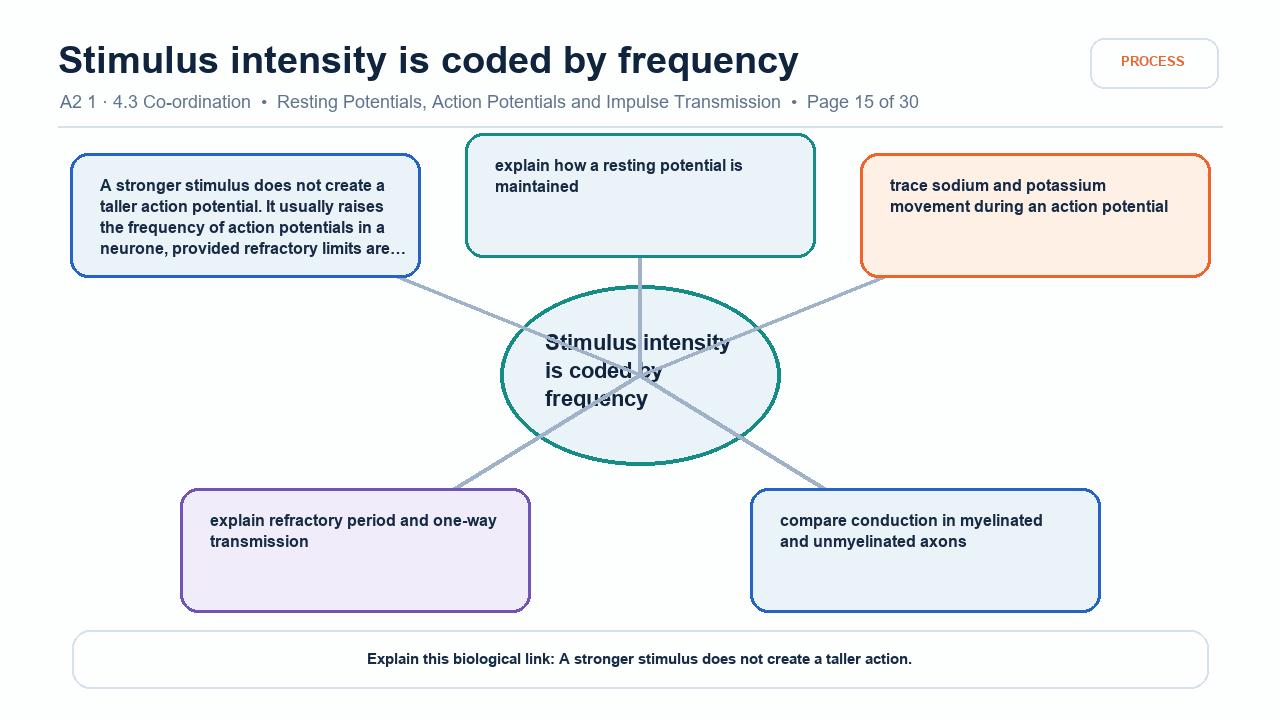 Stimulus intensity is coded by frequency
PROCESS
A2 1 · 4.3 Co-ordination • Resting Potentials, Action Potentials and Impulse Transmission • Page 15 of 30
A stronger stimulus does not create a
taller action potential. It usually raises
the frequency of action potentials in a
neurone, provided refractory limits are…
explain how a resting potential is
maintained
trace sodium and potassium
movement during an action potential
Stimulus intensity
is coded by
frequency
explain refractory period and one-way
transmission
compare conduction in myelinated
and unmyelinated axons
Explain this biological link: A stronger stimulus does not create a taller action.